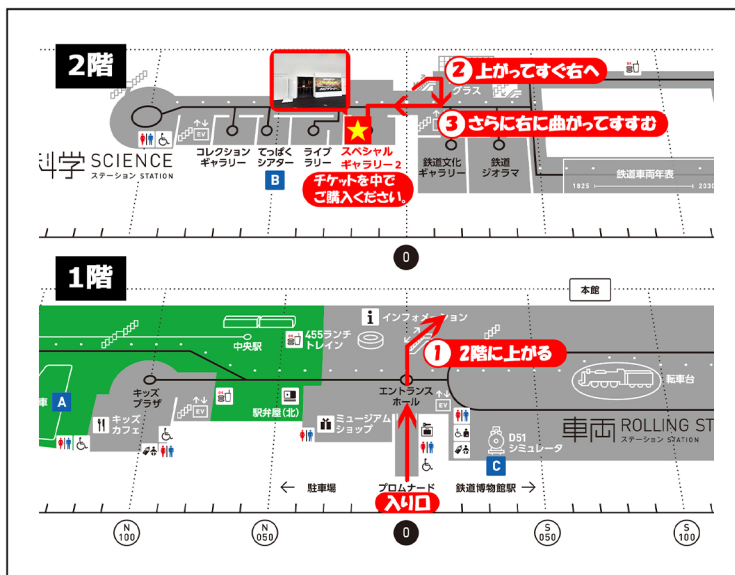 2階
② 上がってすぐ右へ
グラス
③ さらに右に曲がってすすむ
EV
EV
科学 SCIENCE
ステーション STATION
コレクション
ギャラリー
てっぱく
シアター
B
ライブ
ラリー
スペシャル
ギャラリー2
チケットを中で
ご購入ください。
鉄道文化
ギャラリー
鉄道
ジオラマ
鉄道車両年表
1825
2030
0
1階
本館
インフォメーション
中央駅
455ランチ
トレイン
① 2階に上がる
転車台
キッズ
プラザ
エントランス
ホール
車
A
EV
EV
駅弁屋(北)
キッズ
カフェ
ミュージアム
ショップ
車両 ROLLING ST
ステーション STATION
D51
シミュレータ
C
← 駐車場
プロムナード
鉄道博物館駅 →
入り口
N
100
N
050
0
S
050
S
100